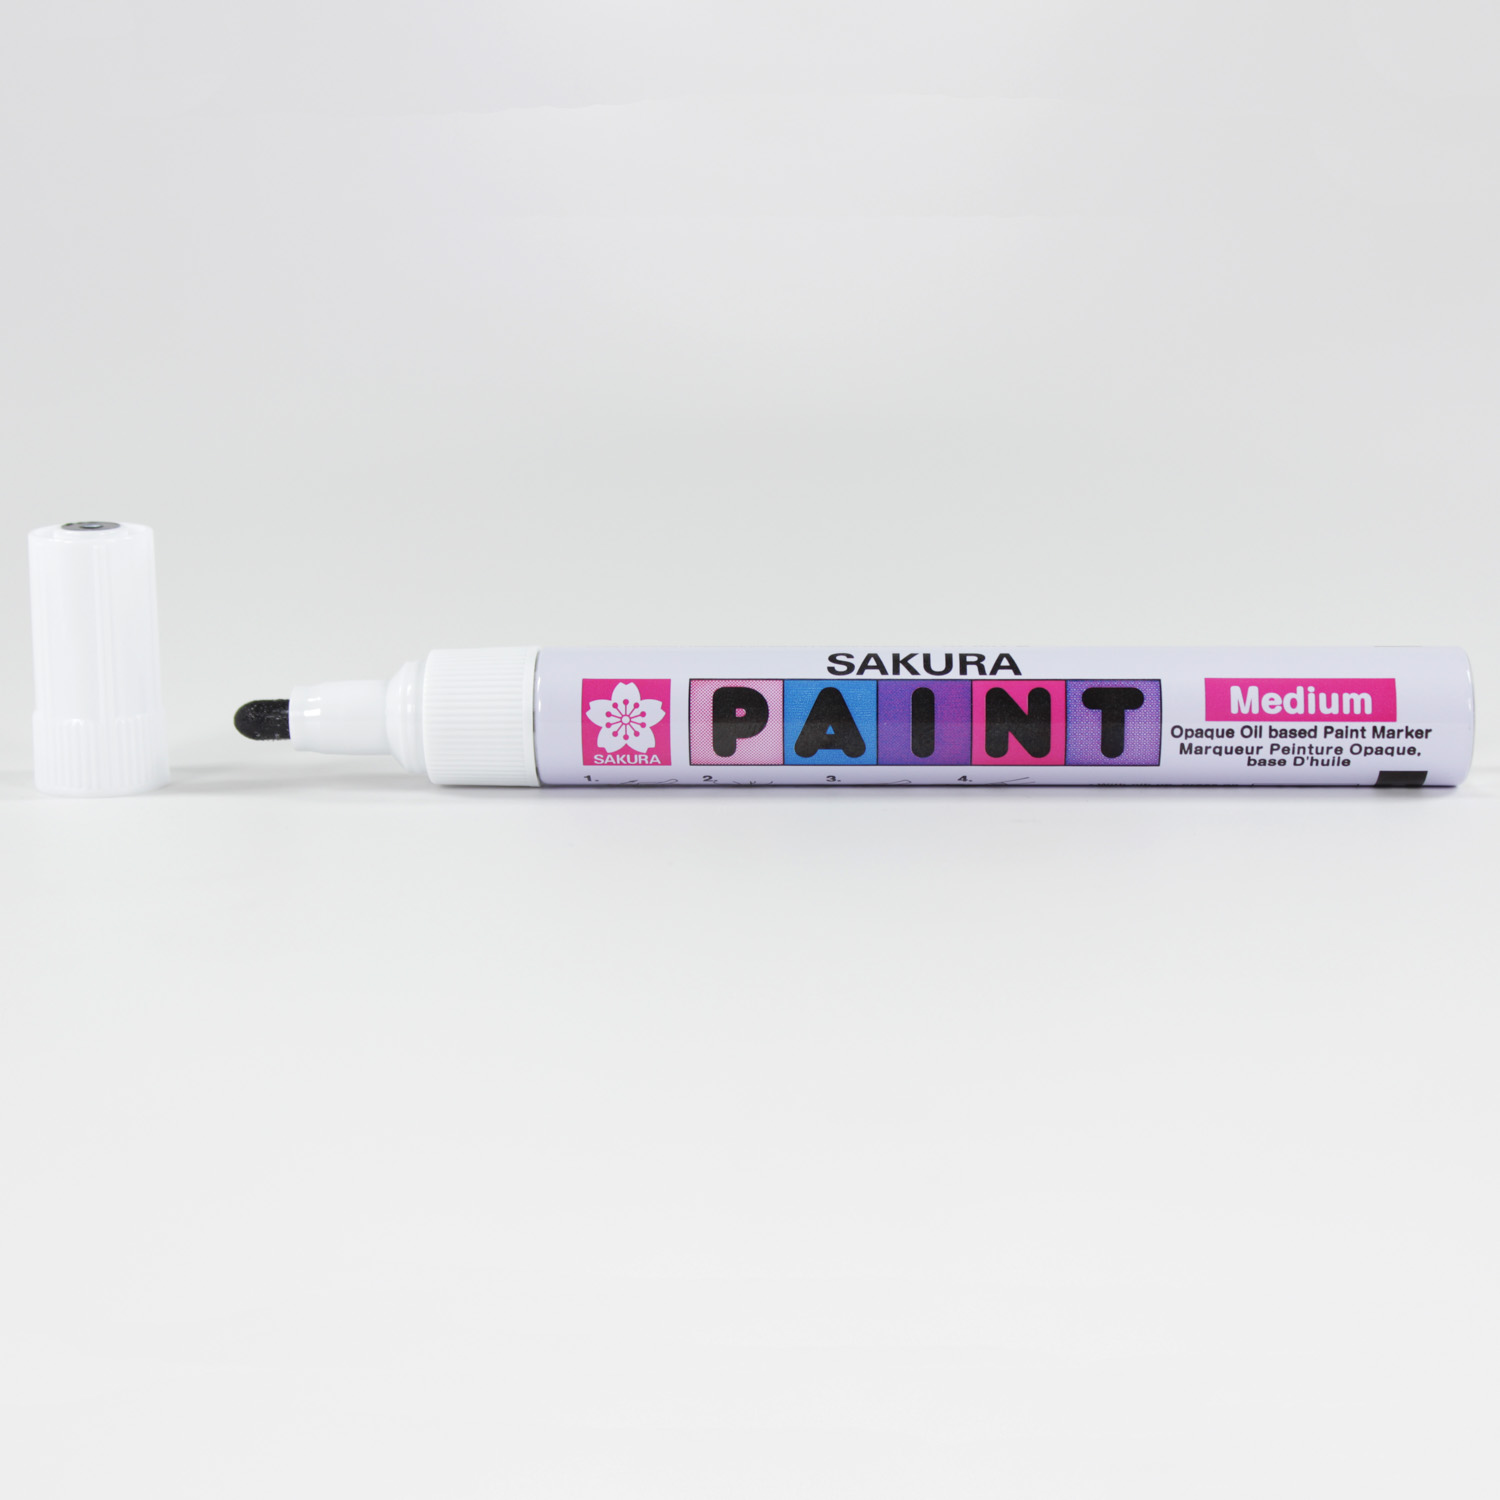 SAKURA
SAKURA
PAINT
Medium
Opaque Oil based Paint Marker
Marqueur Peinture Opaque,
base D'huile
1. 2. 3. 4.